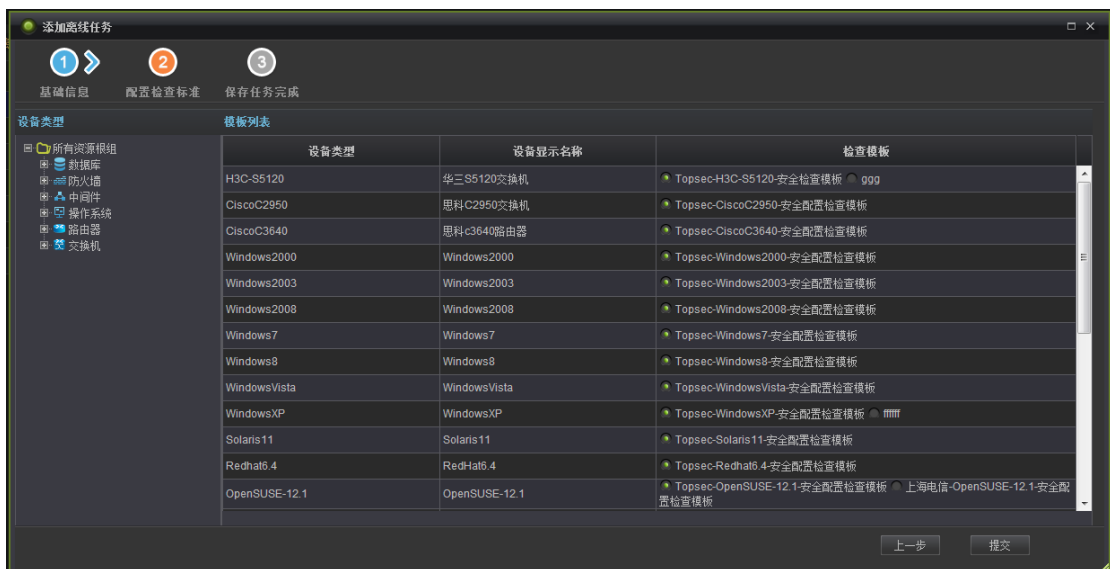 添加离线任务
1 2 3
基础信息 配置检查标准 保存任务完成
设备类型 模板列表
所有资源根组
数据库
防火墙
中间件
操作系统
路由器
交换机
设备类型 设备显示名称 检查模板
H3C-S5120 华三S5120交换机 Topsec-H3C-S5120-安全检查模板 ggg
CiscoC2950 思科C2950交换机 Topsec-CiscoC2950-安全配置检查模板
CiscoC3640 思科c3640路由器 Topsec-CiscoC3640-安全配置检查模板
Windows2000 Windows2000 Topsec-Windows2000-安全配置检查模板
Windows2003 Windows2003 Topsec-Windows2003-安全配置检查模板
Windows2008 Windows2008 Topsec-Windows2008-安全配置检查模板
Windows7 Windows7 Topsec-Windows7-安全配置检查模板
Windows8 Windows8 Topsec-Windows8-安全配置检查模板
WindowsVista WindowsVista Topsec-WindowsVista-安全配置检查模板
WindowsXP WindowsXP Topsec-WindowsXP-安全配置检查模板 ffffff
Solaris11 Solaris11 Topsec-Solaris11-安全配置检查模板
Redhat6.4 RedHat6.4 Topsec-Redhat6.4-安全配置检查模板
OpenSUSE-12.1 OpenSUSE-12.1 Topsec-OpenSUSE-12.1-安全配置检查模板 上海电信-OpenSUSE-12.1-安全配
置检查模板
上一步 提交